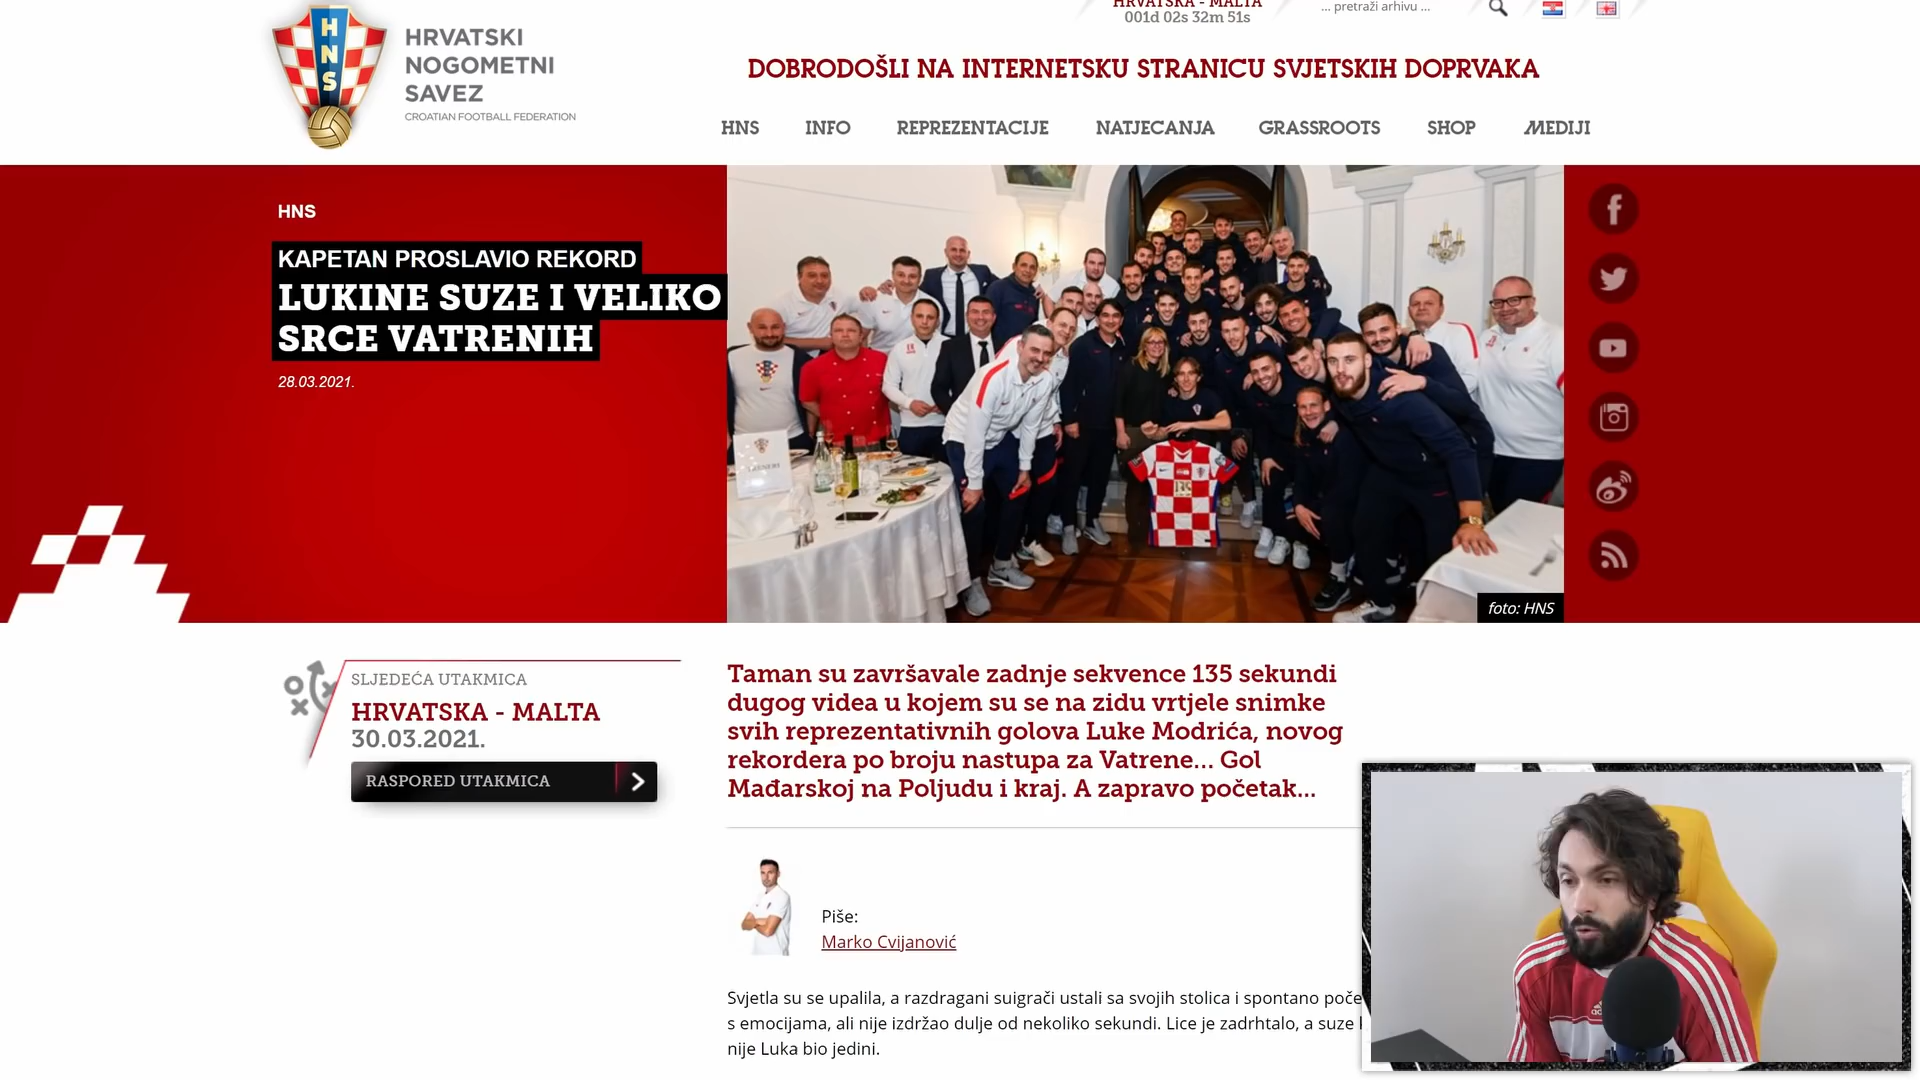 HNS
HRVATSKI
NOGOMETNI
SAVEZ
CROATIAN FOOTBALL FEDERATION
HRVATSKA - MALTA
001d 02s 32m 51s
... pretraži arhivu ...
DOBRODOŠLI NA INTERNETSKU STRANICU SVJETSKIH DOPRVAKA
HNS INFO REPREZENTACIJE NATJECANJA GRASSROOTS SHOP MEDIJI
HNS
KAPETAN PROSLAVIO REKORD
LUKINE SUZE I VELIKO
SRCE VATRENIH
28.03.2021.
foto: HNS
SLJEDEĆA UTAKMICA
HRVATSKA - MALTA
30.03.2021.
RASPORED UTAKMICA
Taman su završavale zadnje sekvence 135 sekundi
dugog videa u kojem su se na zidu vrtjele snimke
svih reprezentativnih golova Luke Modrića, novog
rekordera po broju nastupa za Vatrene... Gol
Mađarskoj na Poljudu i kraj. A zapravo početak...
Piše:
Marko Cvijanović
Svjetla su se upalila, a razdragani suigrači ustali sa svojih stolica i spontano
s emocijama, ali nije izdržao dulje od nekoliko sekundi. Lice je zadrhtalo, a suze
nije Luka bio jedini.